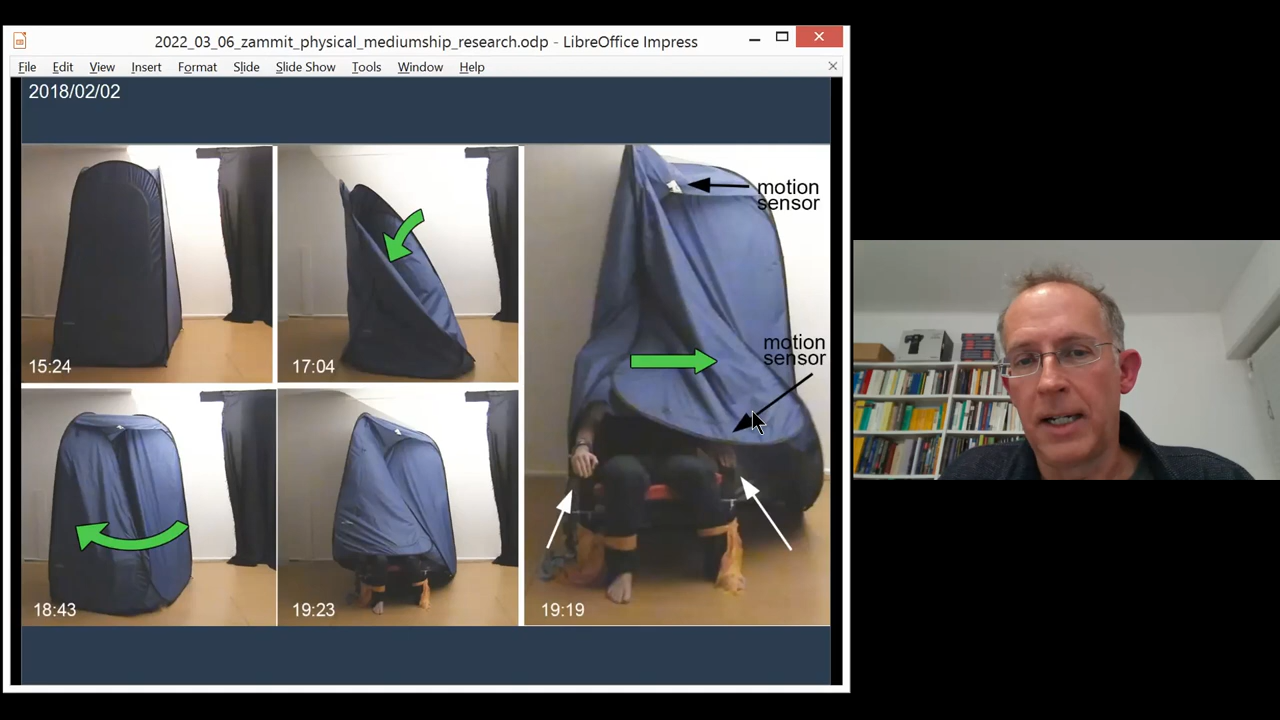 2022_03_06_zammit_physical_mediumship_research.odp - LibreOffice Impress
File Edit View Insert Format Slide Slide Show Tools Window Help
2018/02/02
15:24
17:04
motion
sensor
motion
sensor
18:43
19:23
19:19